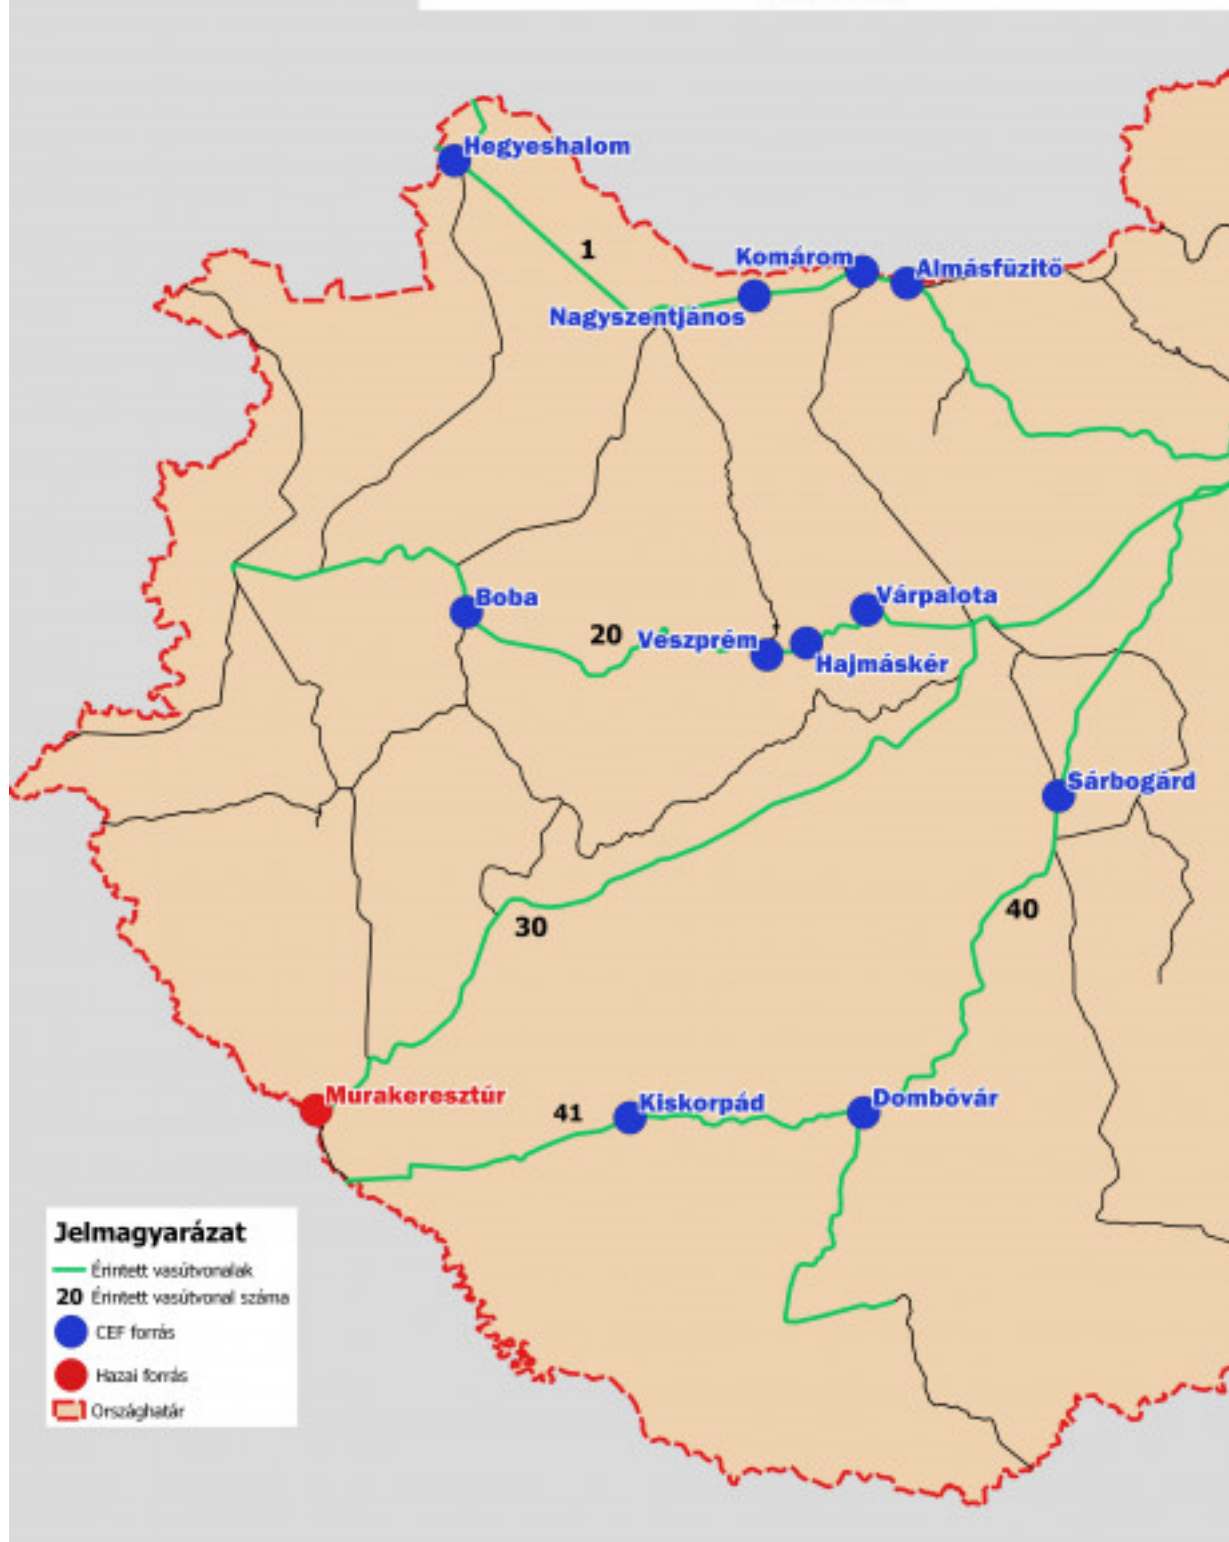 Hegyeshalom
1
Komárom
Almásfüzitő
Nagyszentjános
Boba
20
Veszprém
Várpalota
Hajmáskér
Sárbogárd
30
40
Murakeresztúr
41
Kiskorpád
Dombóvár
Jelmagyarázat
Érintett vasútvonalak
20 Érintett vasútvonal száma
CEF forrás
Hazai forrás
Országhatár